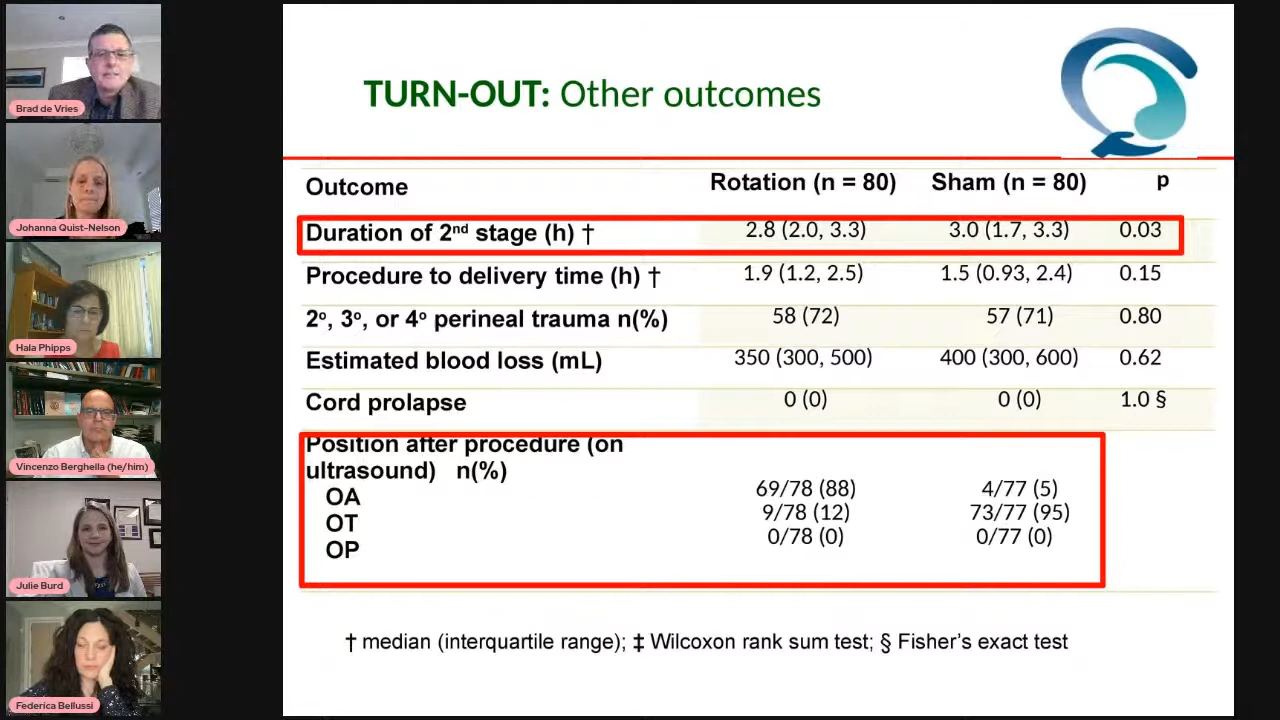 Brad de Vries
Johanna Quist-Nelson
Hala Phipps
Vincenzo Berghella (he/him)
Julie Burd
Federica Bellussi
TURN-OUT: Other outcomes
Outcome Rotation (n = 80) Sham (n = 80) p
Duration of 2nd stage (h) † 2.8 (2.0, 3.3) 3.0 (1.7, 3.3) 0.03
Procedure to delivery time (h) † 1.9 (1.2, 2.5) 1.5 (0.93, 2.4) 0.15
2º, 3º, or 4º perineal trauma n(%) 58 (72) 57 (71) 0.80
Estimated blood loss (mL) 350 (300, 500) 400 (300, 600) 0.62
Cord prolapse 0 (0) 0 (0) 1.0 §
Position after procedure (on
ultrasound) n(%)
OA 69/78 (88) 4/77 (5)
OT 9/78 (12) 73/77 (95)
OP 0/78 (0) 0/77 (0)
† median (interquartile range); ‡ Wilcoxon rank sum test; § Fisher’s exact test